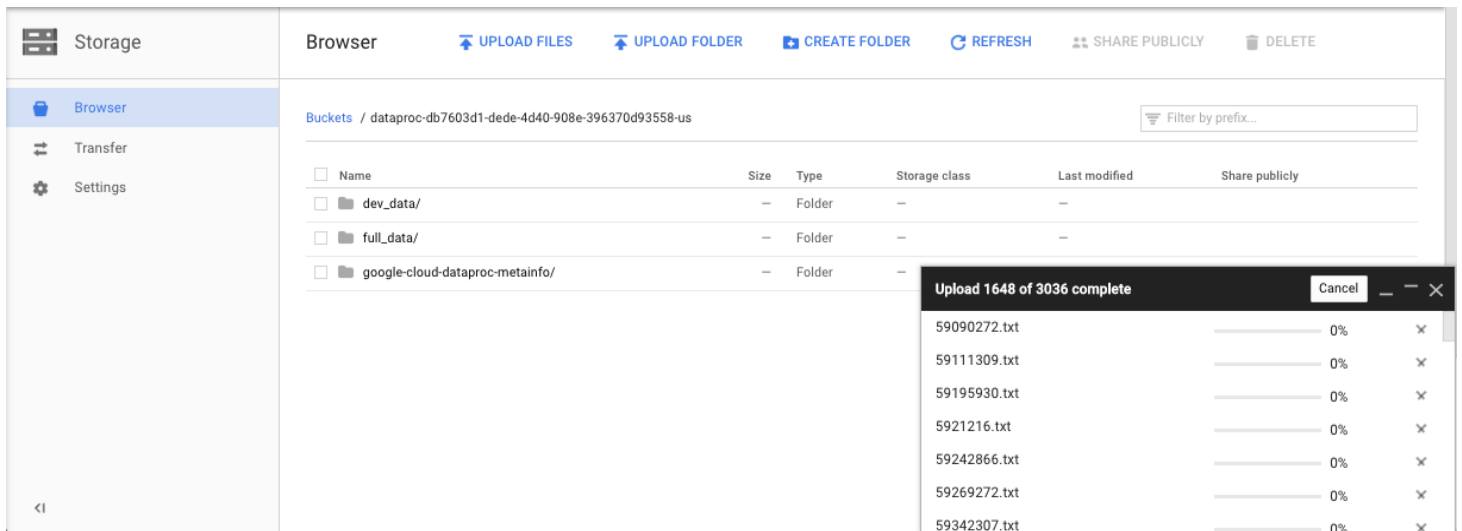 Storage
Browser
UPLOAD FILES
UPLOAD FOLDER
CREATE FOLDER
REFRESH
SHARE PUBLICLY
DELETE
Browser
Transfer
Settings
Buckets / dataproc-db7603d1-dede-4d40-908e-396370d93558-us
Filter by prefix...
Name Size Type Storage class Last modified Share publicly
dev_data/ — Folder — —
full_data/ — Folder — —
google-cloud-dataproc-metainfo/ — Folder —
Upload 1648 of 3036 complete Cancel
59090272.txt 0%
59111309.txt 0%
59195930.txt 0%
5921216.txt 0%
59242866.txt 0%
59269272.txt 0%
59342307.txt 0%